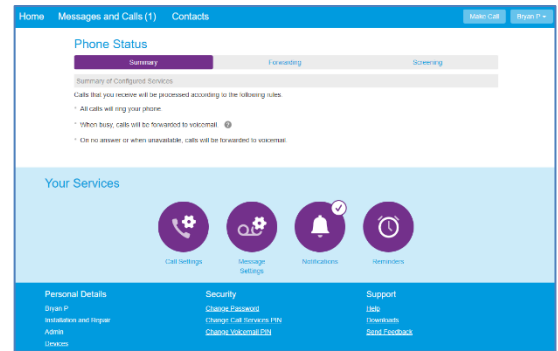 Home Messages and Calls (1) Contacts Make Call Bryan P
Phone Status
Summary Forwarding Screening
Summary of Configured Services
Calls that you receive will be processed according to the following rules.
* All calls will ring your phone.
* When busy, calls will be forwarded to voicemail. ?
* On no answer or when unavailable, calls will be forwarded to voicemail.
Your Services
Call Settings Message Settings Notifications Reminders
Personal Details Security Support
Bryan P Change Password Help
Installation and Repair Change Call Services PIN Downloads
Admin Change Voicemail PIN Send Feedback
Devices